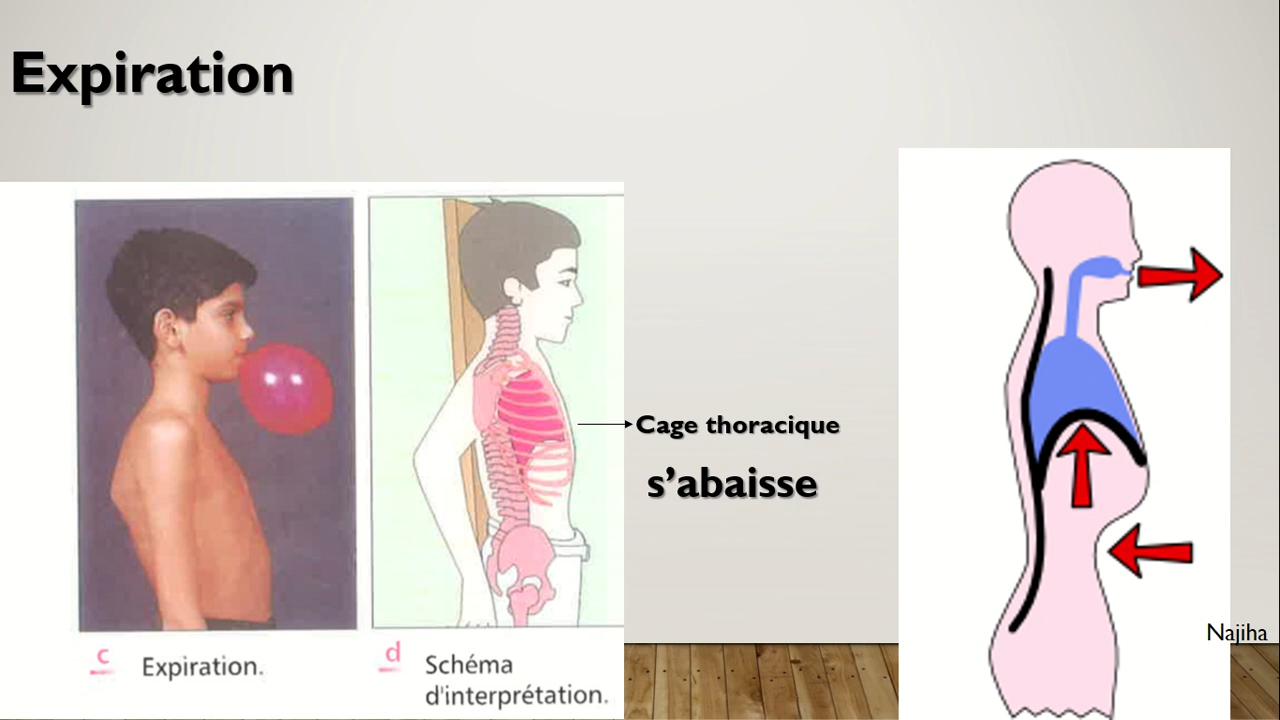 Expiration
Cage thoracique
s’abaisse
c
Expiration.
d
Schéma
d'interprétation.
Najiha